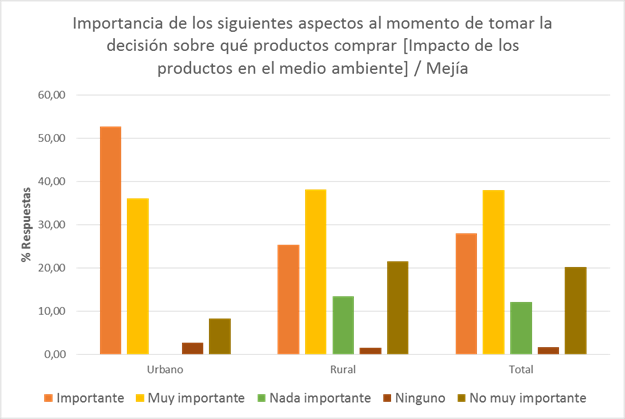 Importancia de los siguientes aspectos al momento de tomar la
decisión sobre qué productos comprar [Impacto de los
productos en el medio ambiente] / Mejía
60,00
50,00
40,00
30,00
20,00
10,00
0,00
% Respuestas
Urbano Rural Total
Importante Muy importante Nada importante Ninguno No muy importante